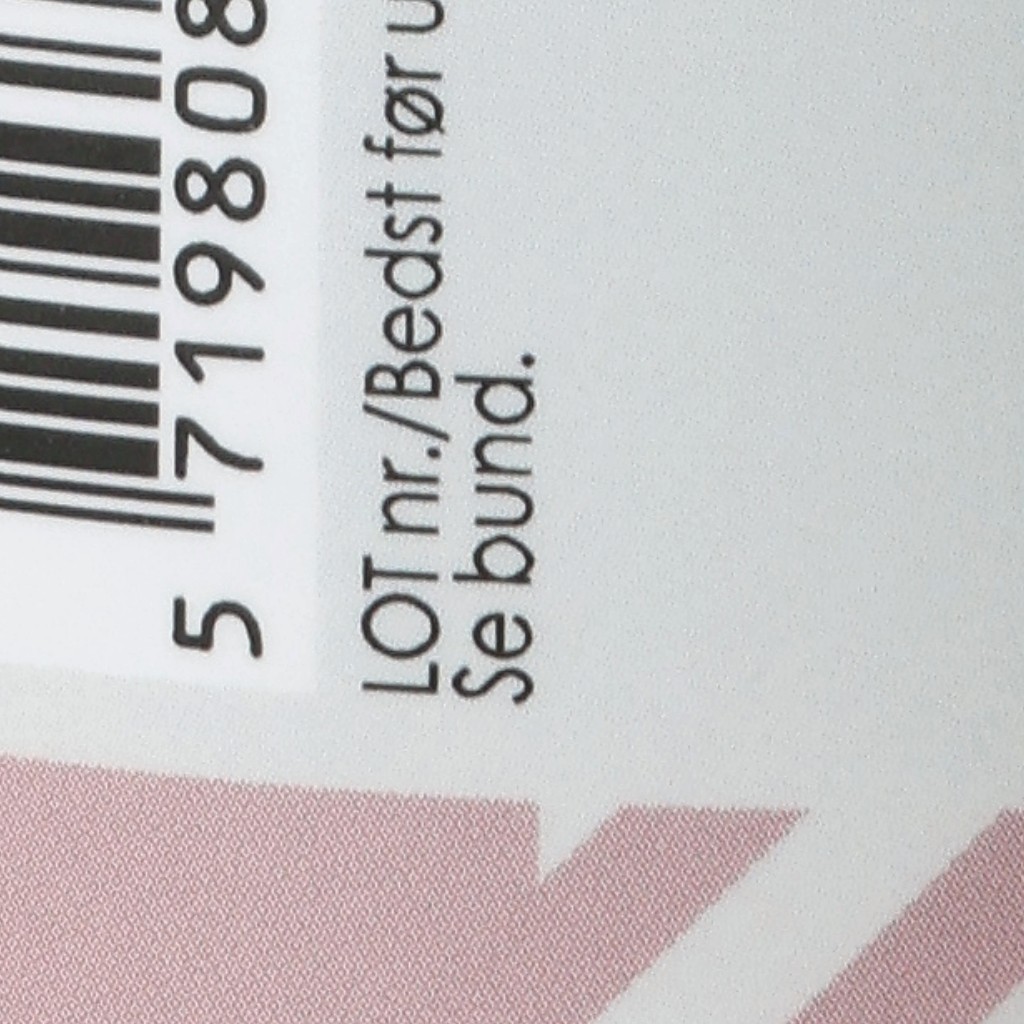 5 719808
LOT nr./Bedst før u
Se bund.